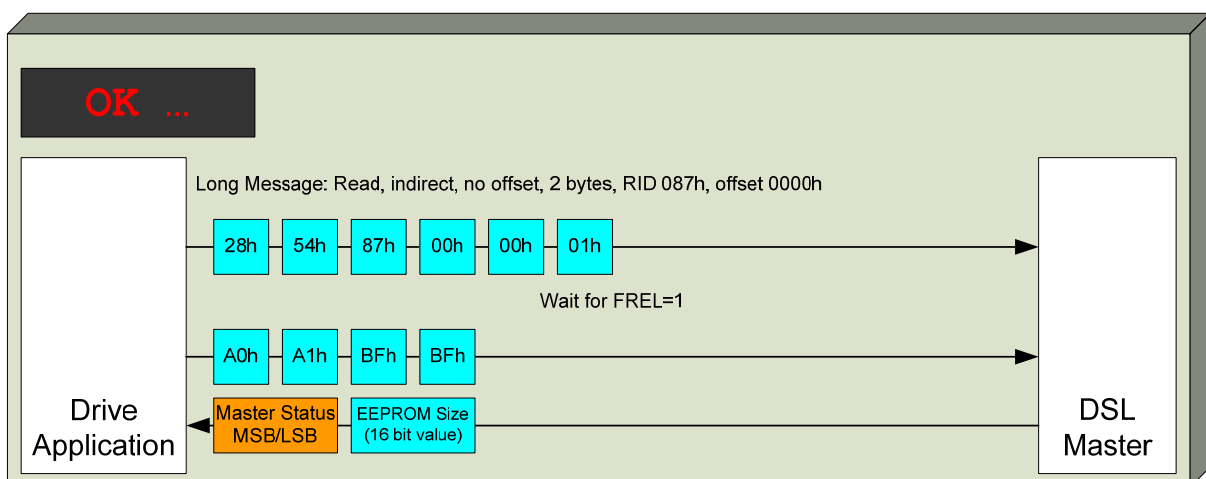 OK ...
Long Message: Read, indirect, no offset, 2 bytes, RID 087h, offset 0000h
28h 54h 87h 00h 00h 01h
Wait for FREL=1
A0h A1h BFh BFh
Master Status
MSB/LSB
EEPROM Size
(16 bit value)
Drive
Application
DSL
Master